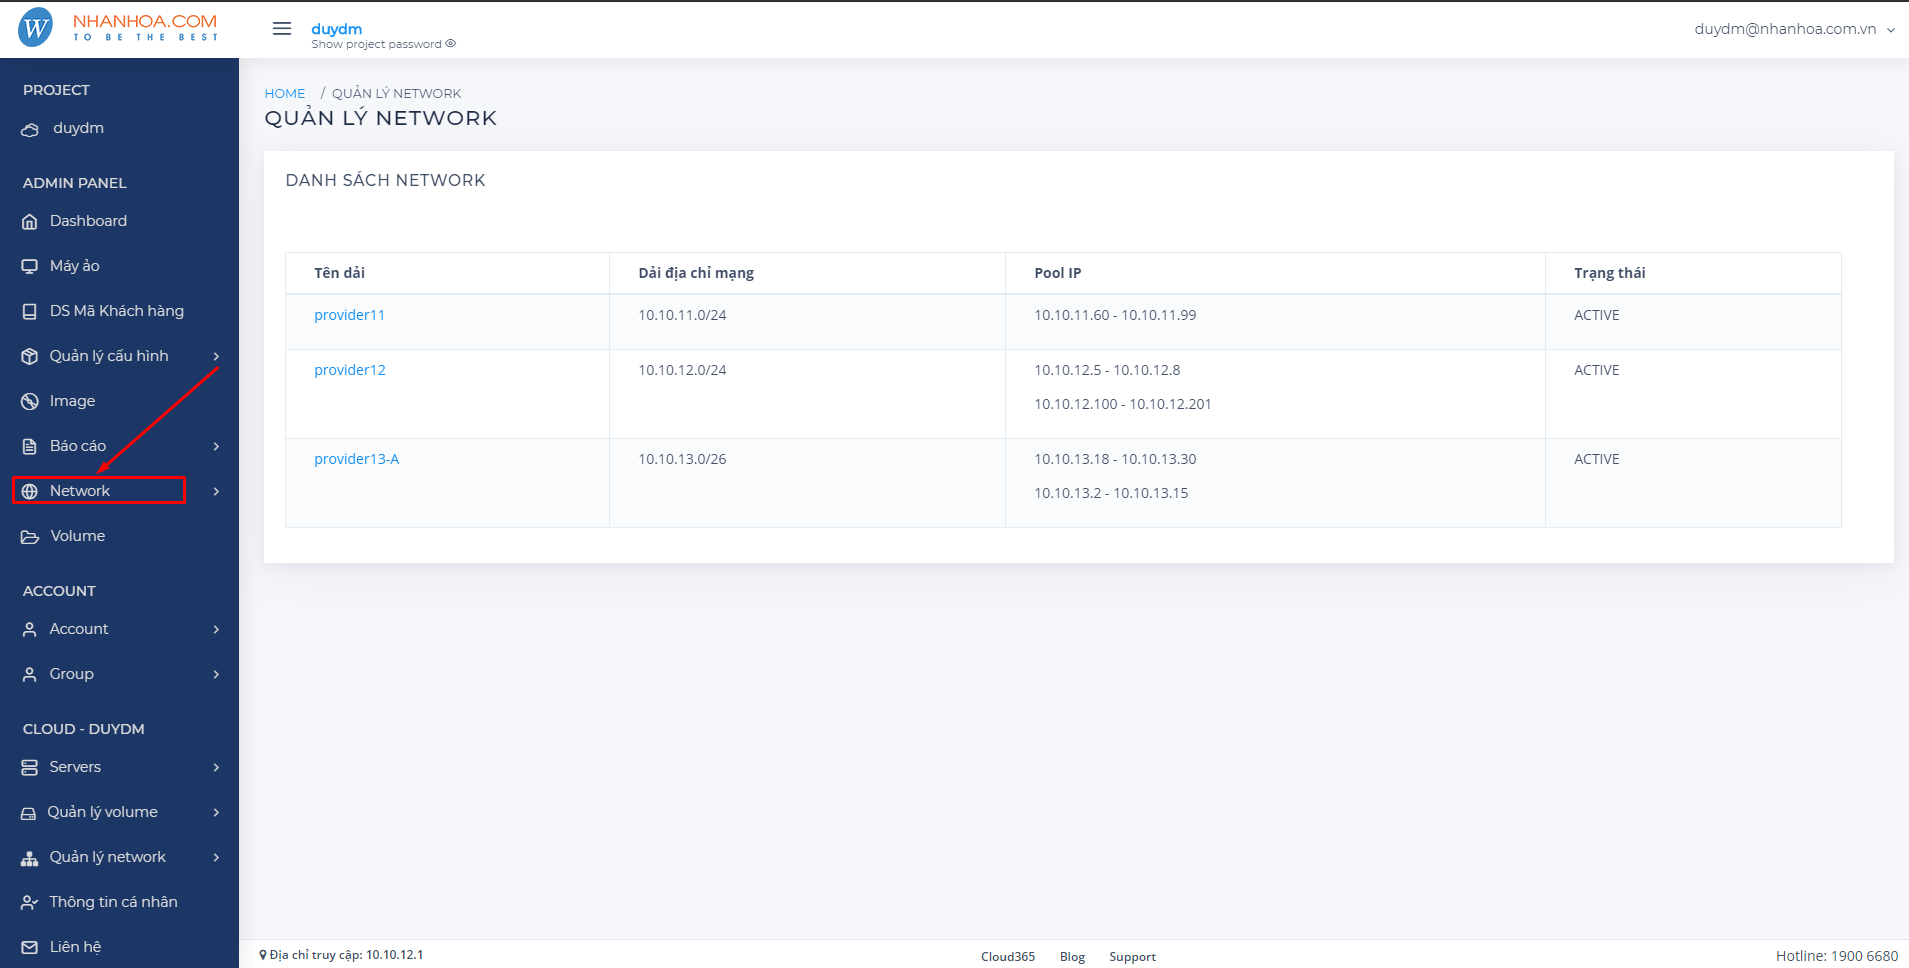 NHANHOA.COM
TO BE THE BEST
duydm
Show project password
duydm@nhanhoa.com.vn
PROJECT
duydm
ADMIN PANEL
Dashboard
Máy ảo
DS Mã Khách hàng
Quản lý cấu hình
Image
Báo cáo
Network
Volume
ACCOUNT
Account
Group
CLOUD - DUYDM
Servers
Quản lý volume
Quản lý network
Thông tin cá nhân
Liên hệ
HOME / QUẢN LÝ NETWORK
QUẢN LÝ NETWORK
DANH SÁCH NETWORK
Tên dải Dải địa chỉ mạng Pool IP Trạng thái
provider11 10.10.11.0/24 10.10.11.60 - 10.10.11.99 ACTIVE
provider12 10.10.12.0/24 10.10.12.5 - 10.10.12.8 ACTIVE
10.10.12.100 - 10.10.12.201
provider13-A 10.10.13.0/26 10.10.13.18 - 10.10.13.30 ACTIVE
10.10.13.2 - 10.10.13.15
Địa chỉ truy cập: 10.10.12.1
Cloud365 Blog Support
Hotline: 1900 6680